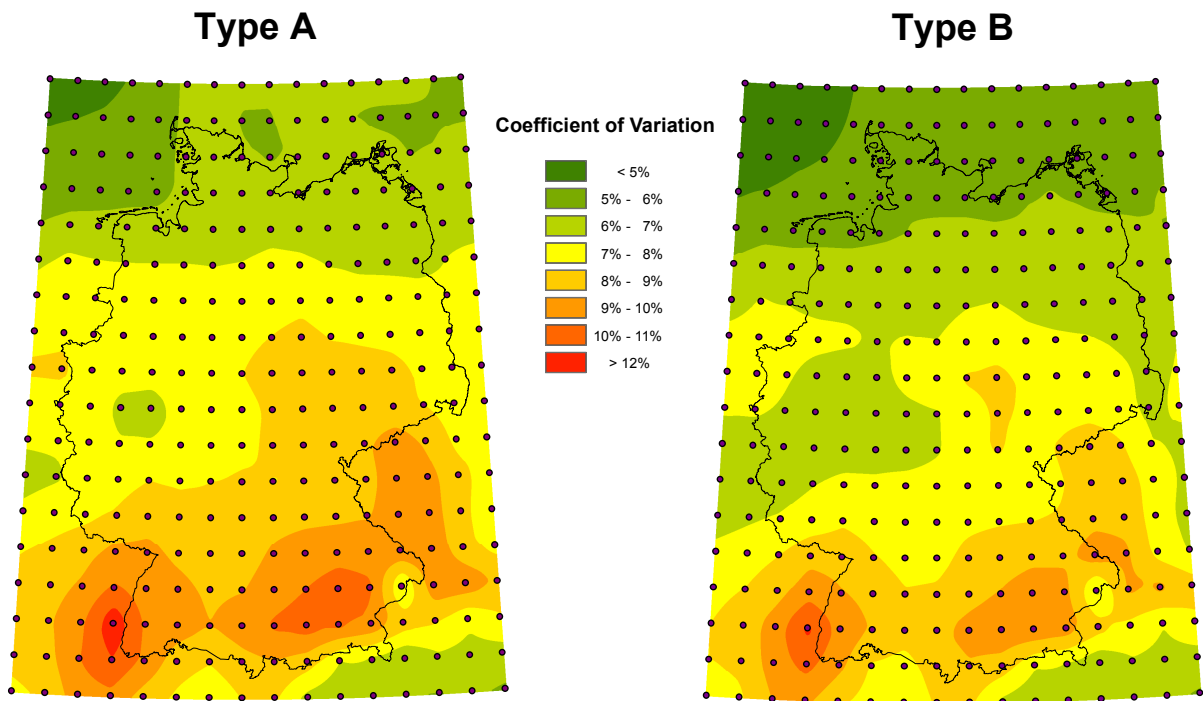 Type A
Type B
Coefficient of Variation
< 5%
5% - 6%
6% - 7%
7% - 8%
8% - 9%
9% - 10%
10% - 11%
> 12%